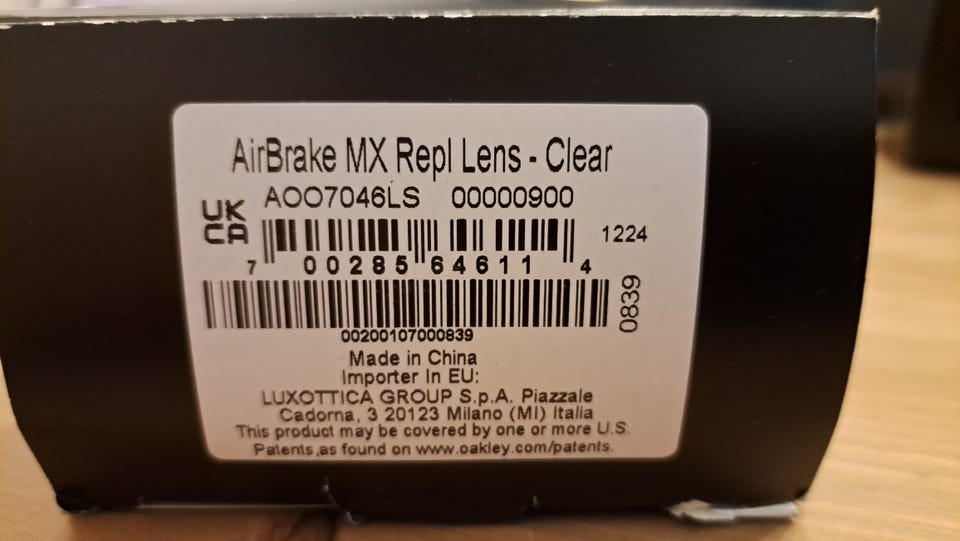 AirBrake MX Repl Lens - Clear
AOO7046LS 00000900
UK
CA
1224
7 00285 64611 4
0839
00200107000839
Made in China
Importer In EU:
LUXOTTICA GROUP S.p.A. Piazzale
Cadorna, 3 20123 Milano (MI) Italia
This product may be covered by one or more U.S.
Patents,as found on www.oakley.com/patents.